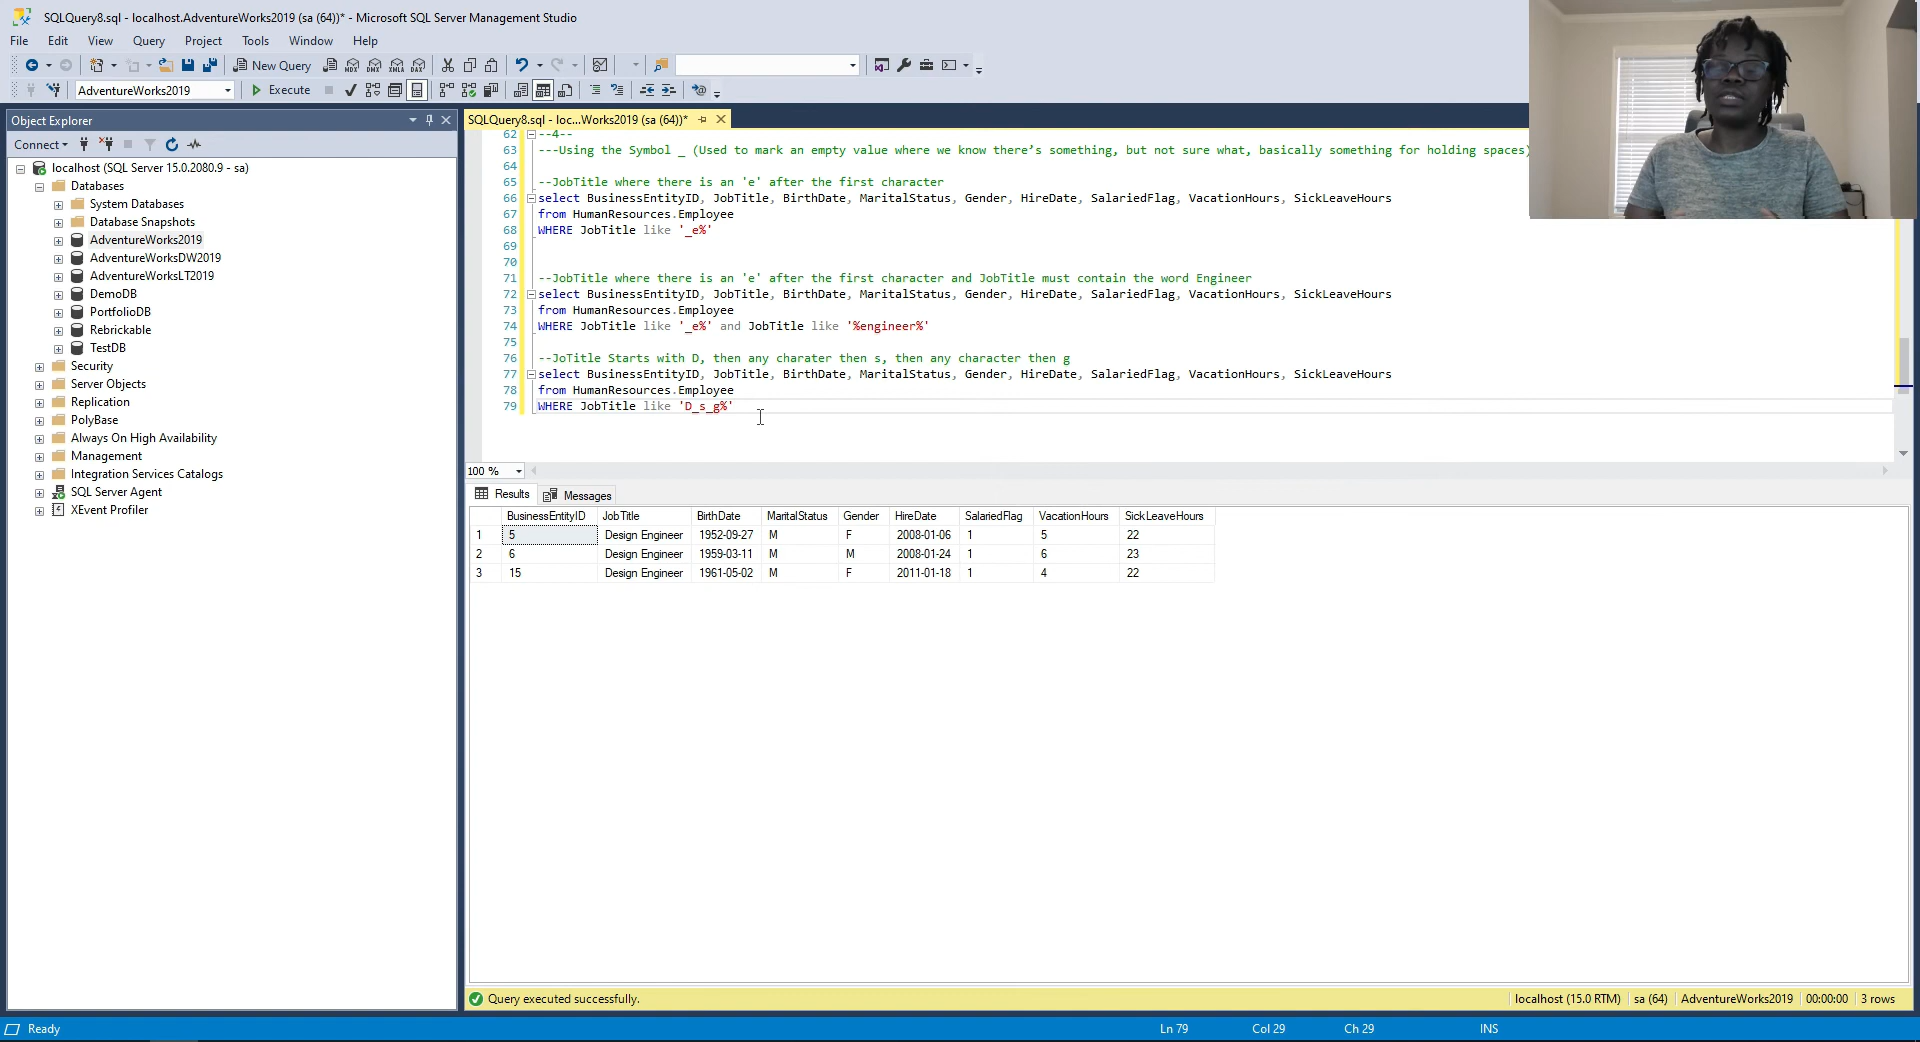 SQLQuery8.sql - localhost.AdventureWorks2019 (sa (64))* - Microsoft SQL Server Management Studio
File Edit View Query Project Tools Window Help
New Query
AdventureWorks2019 Execute
Object Explorer
Connect
localhost (SQL Server 15.0.2080.9 - sa)
Databases
System Databases
Database Snapshots
AdventureWorks2019
AdventureWorksDW2019
AdventureWorksLT2019
DemoDB
PortfolioDB
Rebrickable
TestDB
Security
Server Objects
Replication
PolyBase
Always On High Availability
Management
Integration Services Catalogs
SQL Server Agent
XEvent Profiler
SQLQuery8.sql - loc...Works2019 (sa (64))*
62 --4--
63 ---Using the Symbol _ (Used to mark an empty value where we know there's something, but not sure what, basically something for holding spaces)
64
65 --JobTitle where there is an 'e' after the first character
66 select BusinessEntityID, JobTitle, BirthDate, MaritalStatus, Gender, HireDate, SalariedFlag, VacationHours, SickLeaveHours
67 from HumanResources.Employee
68 WHERE JobTitle like '_e%'
69
70
71 --JobTitle where there is an 'e' after the first character and JobTitle must contain the word Engineer
72 select BusinessEntityID, JobTitle, BirthDate, MaritalStatus, Gender, HireDate, SalariedFlag, VacationHours, SickLeaveHours
73 from HumanResources.Employee
74 WHERE JobTitle like '_e%' and JobTitle like '%engineer%'
75
76 --JoTitle Starts with D, then any charater then s, then any character then g
77 select BusinessEntityID, JobTitle, BirthDate, MaritalStatus, Gender, HireDate, SalariedFlag, VacationHours, SickLeaveHours
78 from HumanResources.Employee
79 WHERE JobTitle like 'D_s_g%'
100 %
Results Messages
BusinessEntityID JobTitle BirthDate MaritalStatus Gender HireDate SalariedFlag VacationHours SickLeaveHours
1 5 Design Engineer 1952-09-27 M F 2008-01-06 1 5 22
2 6 Design Engineer 1959-03-11 M M 2008-01-24 1 6 23
3 15 Design Engineer 1961-05-02 M F 2011-01-18 1 4 22
Query executed successfully. localhost (15.0 RTM) sa (64) AdventureWorks2019 00:00:00 3 rows
Ready Ln 79 Col 29 Ch 29 INS